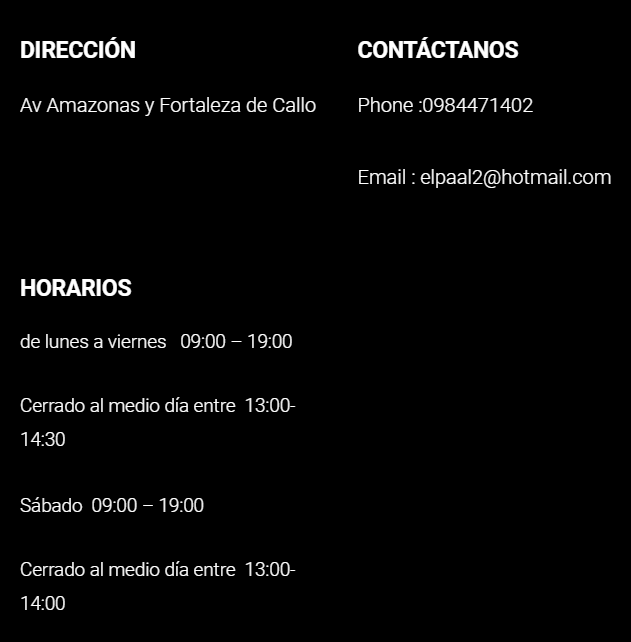 DIRECCIÓN
Av Amazonas y Fortaleza de Callo
CONTÁCTANOS
Phone :0984471402
Email : elpaal2@hotmail.com
HORARIOS
de lunes a viernes   09:00 – 19:00
Cerrado al medio día entre  13:00-
14:30
Sábado  09:00 – 19:00
Cerrado al medio día entre  13:00-
14:00